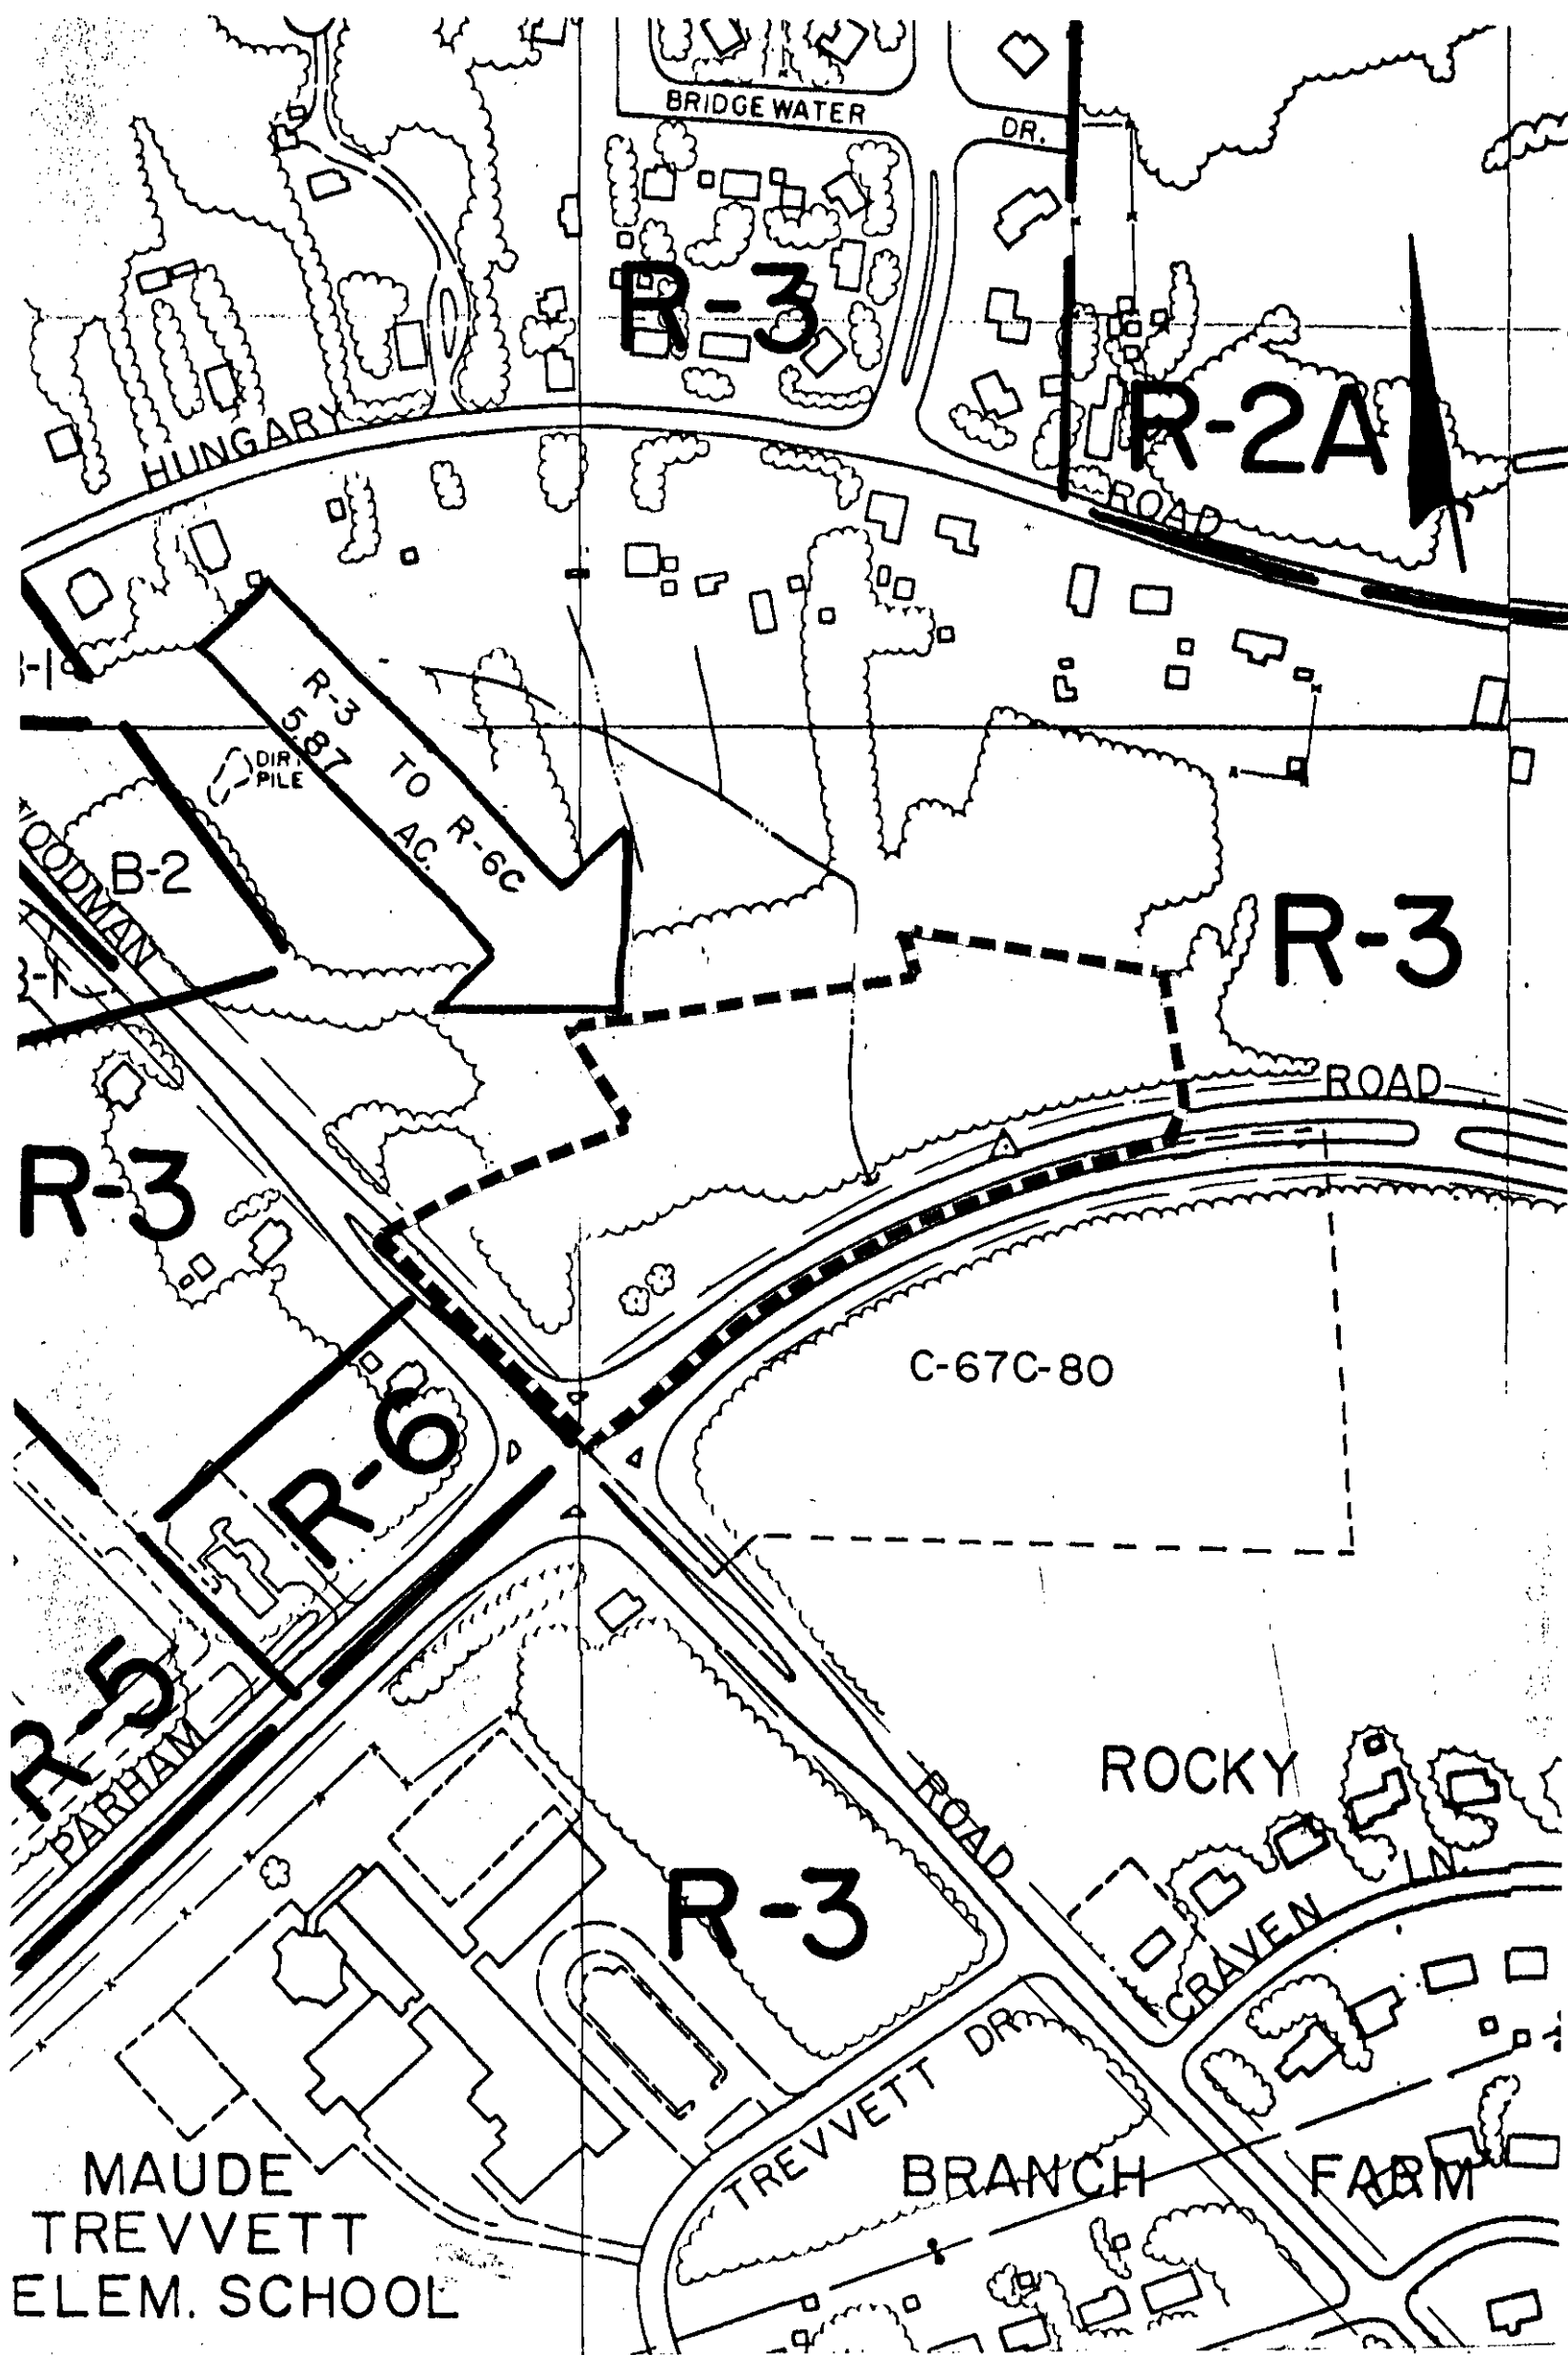 BRIDGEWATER
DR.
R-3
R-2A
HUNGARY
ROAD
R-3 TO R-6C
5.87 AC.
DIRT
PILE
B-2
WOODMAN
R-3
ROAD
R-3
C-67C-80
R-6
R-5
PARHAM
ROAD
ROCKY
CRAVEN LN.
R-3
TREVVETT DR.
BRANCH FARM
MAUDE
TREVVETT
ELEM. SCHOOL